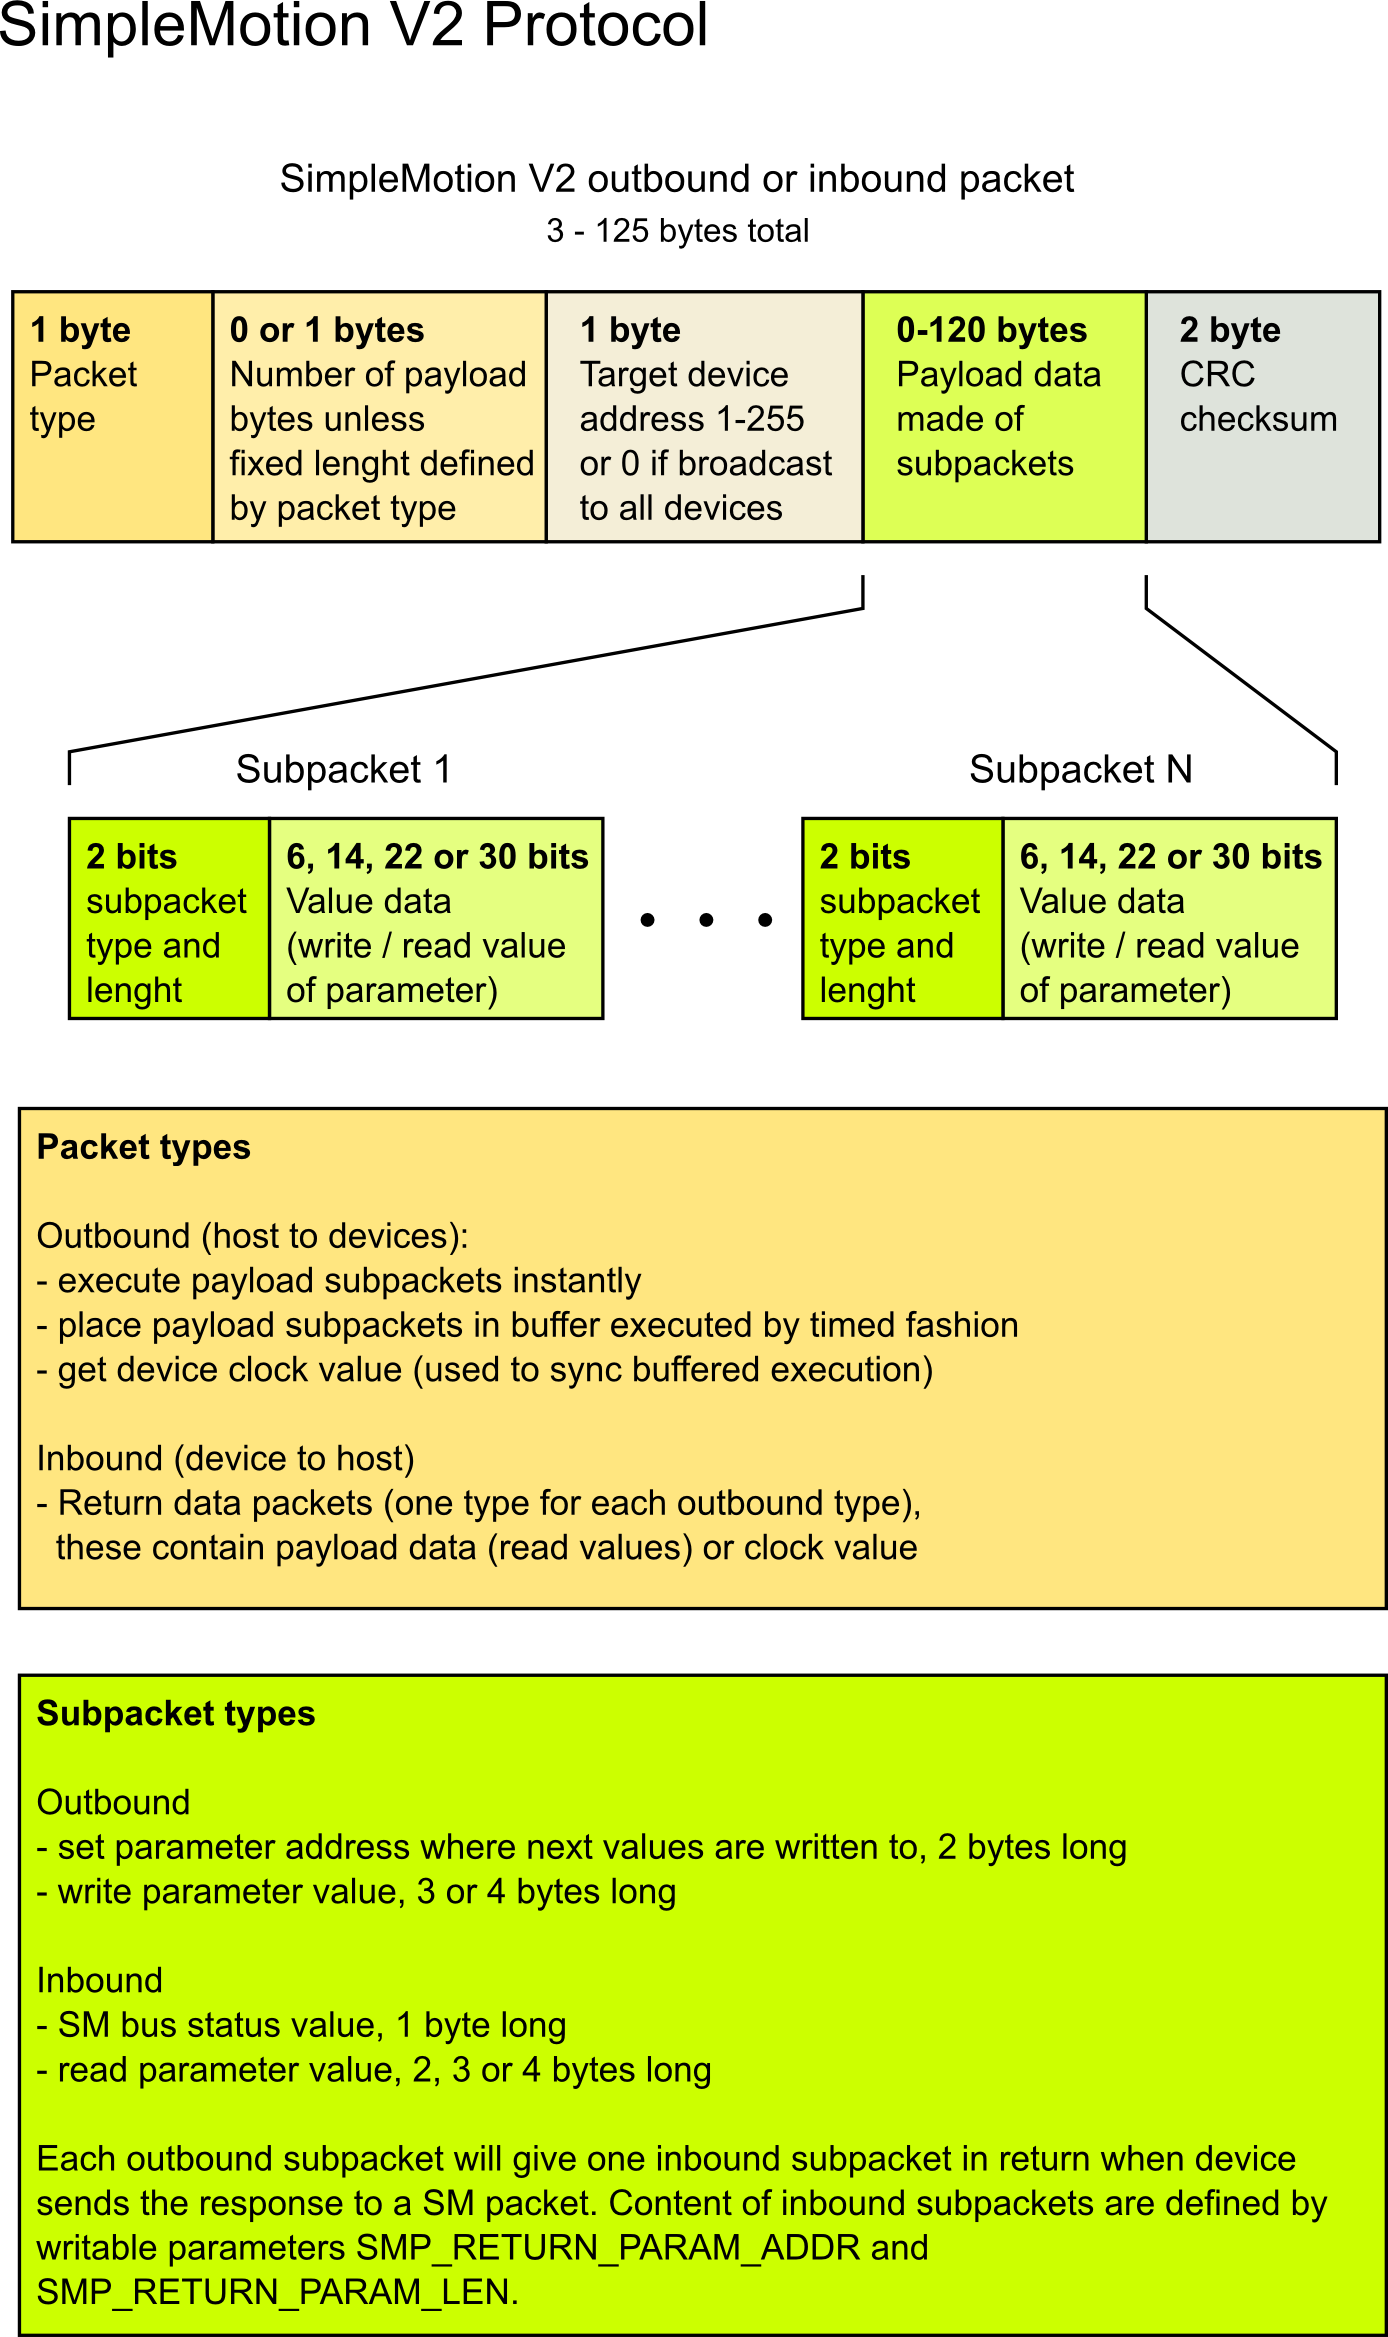 SimpleMotion V2 Protocol
SimpleMotion V2 outbound or inbound packet
3 - 125 bytes total
1 byte
Packet
type
0 or 1 bytes
Number of payload
bytes unless
fixed lenght defined
by packet type
1 byte
Target device
address 1-255
or 0 if broadcast
to all devices
0-120 bytes
Payload data
made of
subpackets
2 byte
CRC
checksum
Subpacket 1
Subpacket N
2 bits
subpacket
type and
lenght
6, 14, 22 or 30 bits
Value data
(write / read value
of parameter)
2 bits
subpacket
type and
lenght
6, 14, 22 or 30 bits
Value data
(write / read value
of parameter)
Packet types
Outbound (host to devices):
- execute payload subpackets instantly
- place payload subpackets in buffer executed by timed fashion
- get device clock value (used to sync buffered execution)
Inbound (device to host)
- Return data packets (one type for each outbound type),
these contain payload data (read values) or clock value
Subpacket types
Outbound
- set parameter address where next values are written to, 2 bytes long
- write parameter value, 3 or 4 bytes long
Inbound
- SM bus status value, 1 byte long
- read parameter value, 2, 3 or 4 bytes long
Each outbound subpacket will give one inbound subpacket in return when device
sends the response to a SM packet. Content of inbound subpackets are defined by
writable parameters SMP_RETURN_PARAM_ADDR and
SMP_RETURN_PARAM_LEN.